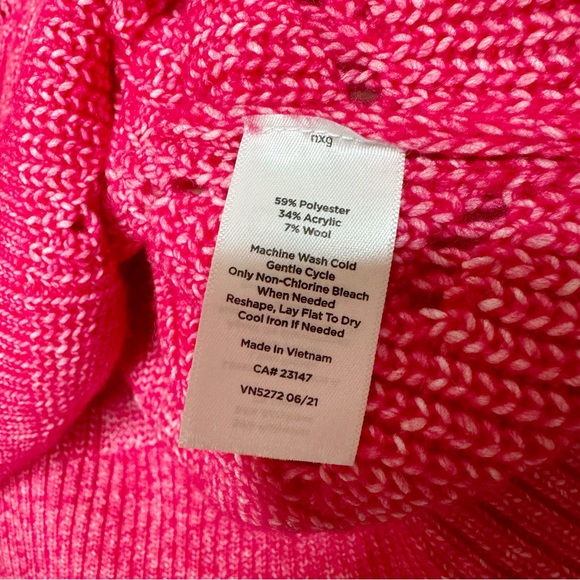 nxg
59% Polyester
34% Acrylic
7% Wool
Machine Wash Cold
Gentle Cycle
Only Non-Chlorine Bleach
When Needed
Reshape, Lay Flat To Dry
Cool Iron If Needed
Made In Vietnam
CA# 23147
VN5272 06/21